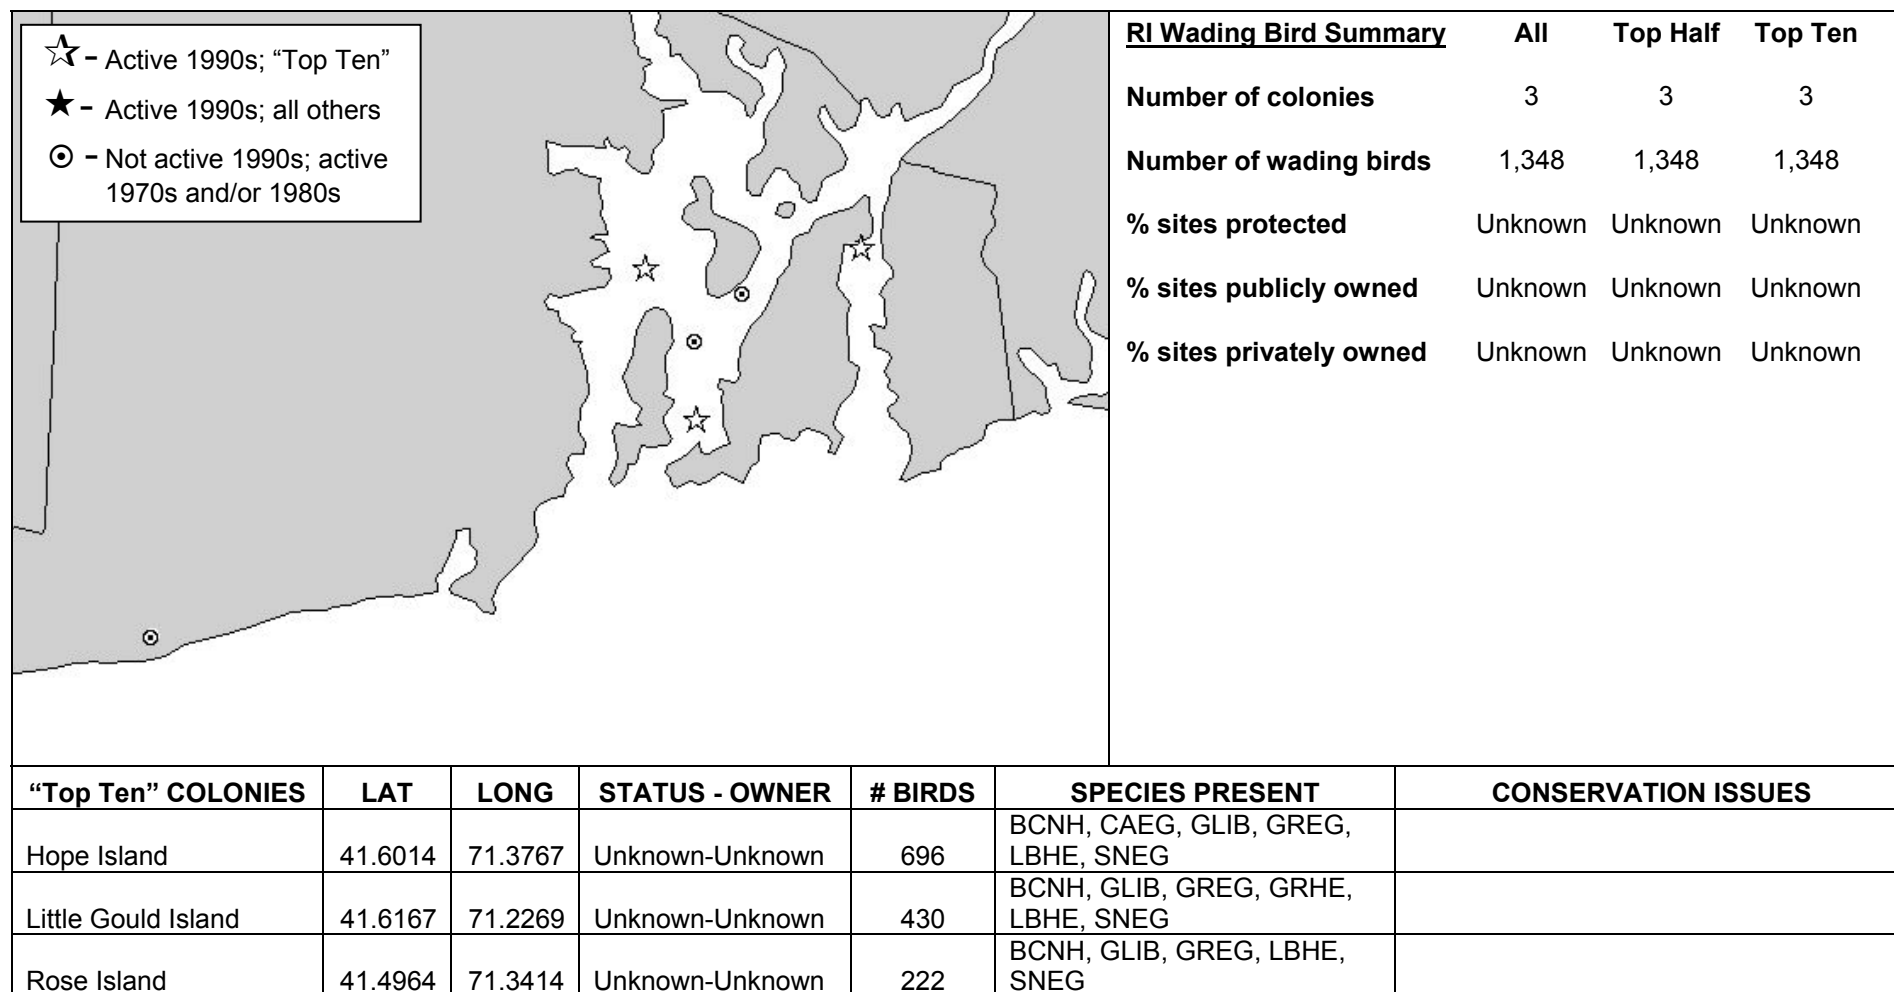 ☆ - Active 1990s; “Top Ten”
★ - Active 1990s; all others
⊙ - Not active 1990s; active
1970s and/or 1980s
RI Wading Bird Summary All Top Half Top Ten
Number of colonies 3 3 3
Number of wading birds 1,348 1,348 1,348
% sites protected Unknown Unknown Unknown
% sites publicly owned Unknown Unknown Unknown
% sites privately owned Unknown Unknown Unknown
“Top Ten” COLONIES LAT LONG STATUS - OWNER # BIRDS SPECIES PRESENT CONSERVATION ISSUES
BCNH, CAEG, GLIB, GREG,
Hope Island 41.6014 71.3767 Unknown-Unknown 696 LBHE, SNEG
BCNH, GLIB, GREG, GRHE,
Little Gould Island 41.6167 71.2269 Unknown-Unknown 430 LBHE, SNEG
BCNH, GLIB, GREG, LBHE,
Rose Island 41.4964 71.3414 Unknown-Unknown 222 SNEG